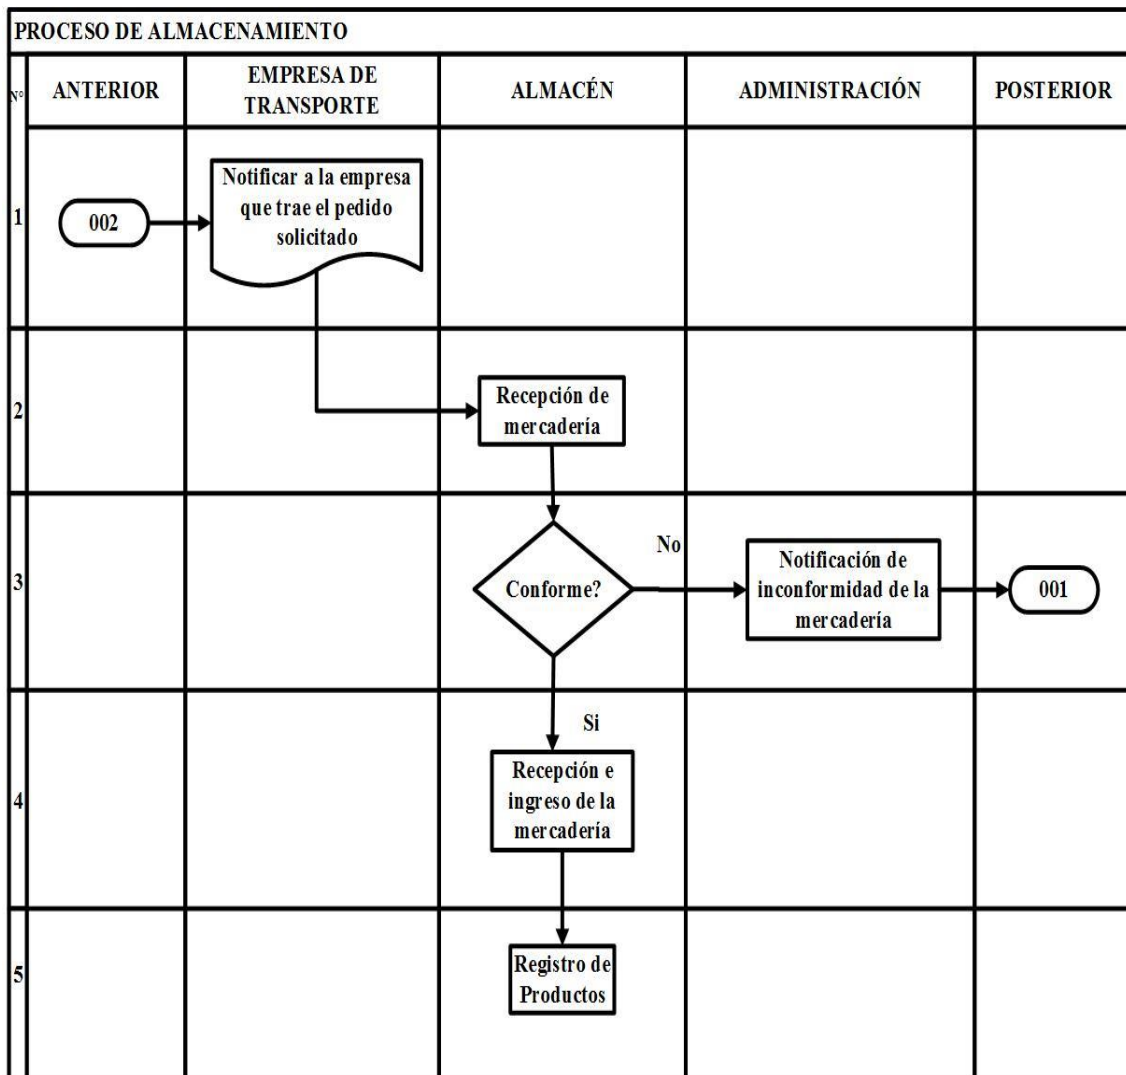 PROCESO DE ALMACENAMIENTO
N°
ANTERIOR
EMPRESA DE
TRANSPORTE
ALMACÉN
ADMINISTRACIÓN
POSTERIOR
1
002
Notificar a la empresa
que trae el pedido
solicitado
2
Recepción de
mercadería
3
Conforme?
No
Notificación de
inconformidad de la
mercadería
001
Si
4
Recepción e
ingreso de la
mercadería
5
Registro de
Productos